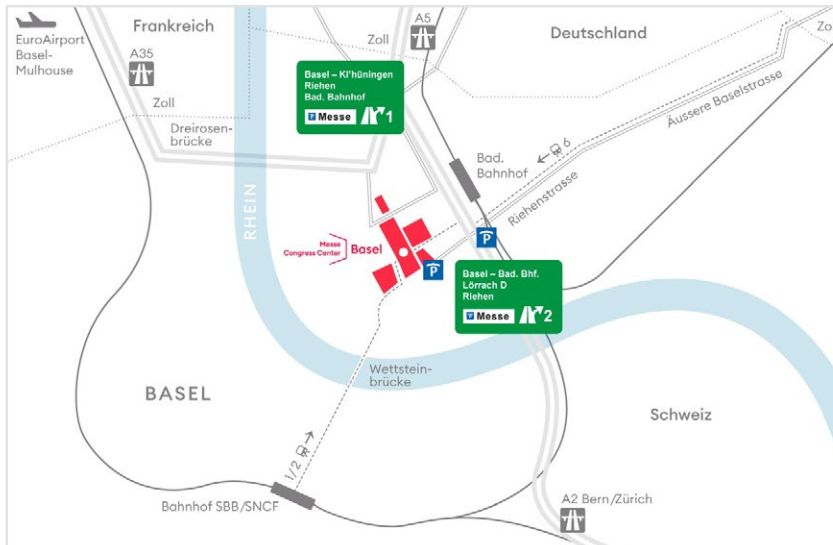 Frankreich
A5
Deutschland
Zo
EuroAirport
Basel-
Mulhouse
A35
Zoll
Zoll
Basel – Kl'hüningen
Riehen
Bad. Bahnhof
P Messe 1
Dreirosen-
brücke
Äussere Baselstrasse
6
Bad.
Bahnhof
Riehenstrasse
RHEIN
Messe
Congress Center
Basel
P
P
Basel – Bad. Bhf.
Lörrach D
Riehen
P Messe 2
Wettstein-
brücke
BASEL
Schweiz
1/2
Bahnhof SBB/SNCF
A2 Bern/Zürich